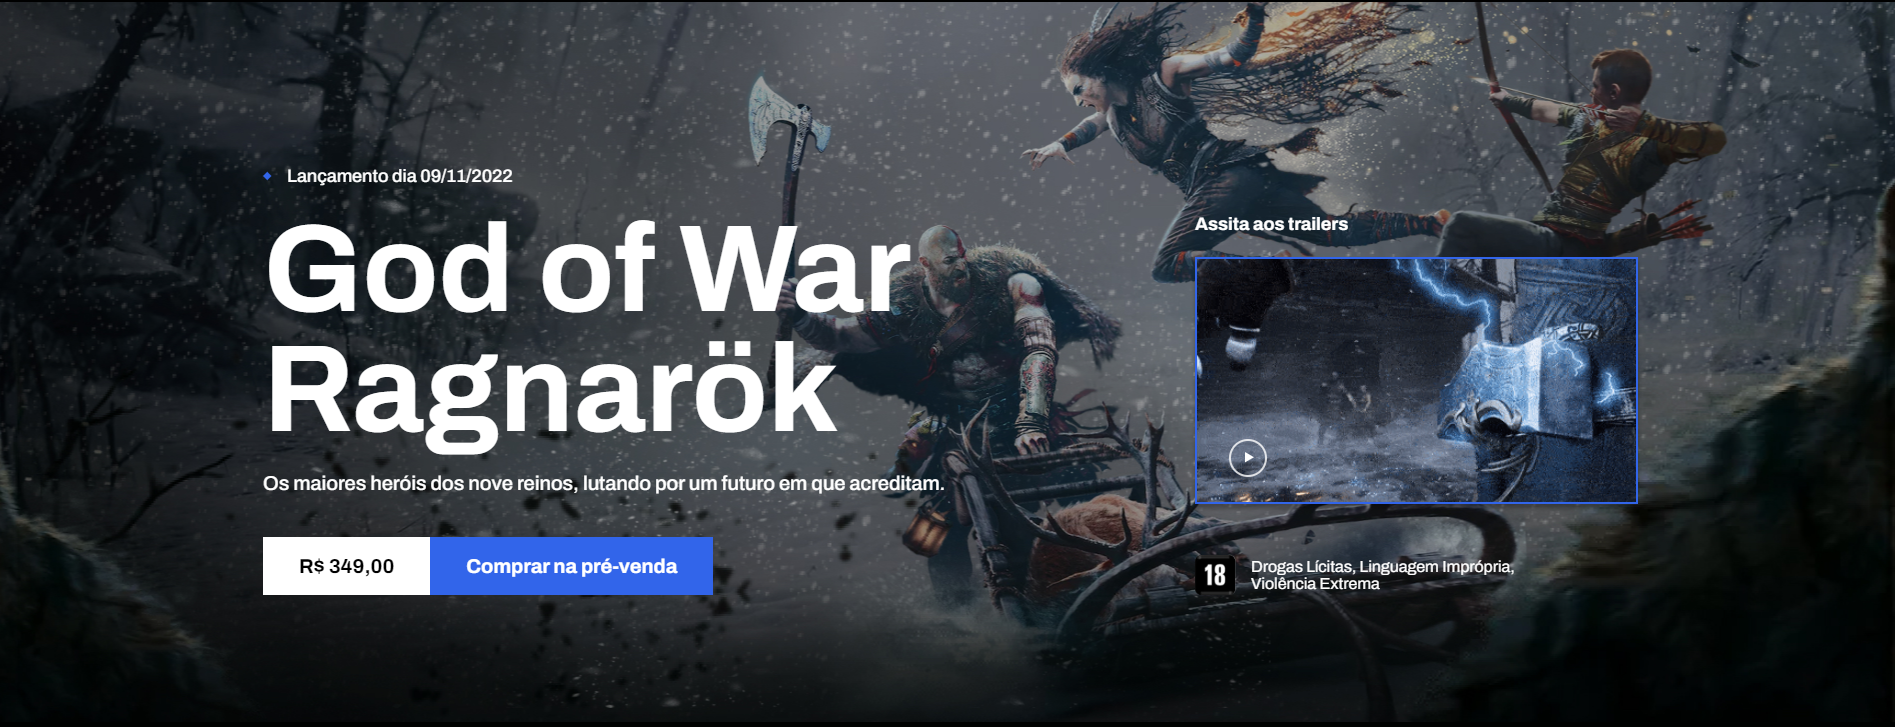 Lançamento dia 09/11/2022
God of War
Ragnarök
Os maiores heróis dos nove reinos, lutando por um futuro em que acreditam.
R$ 349,00
Comprar na pré-venda
Assita aos trailers
18
Drogas Lícitas, Linguagem Imprópria,
Violência Extrema